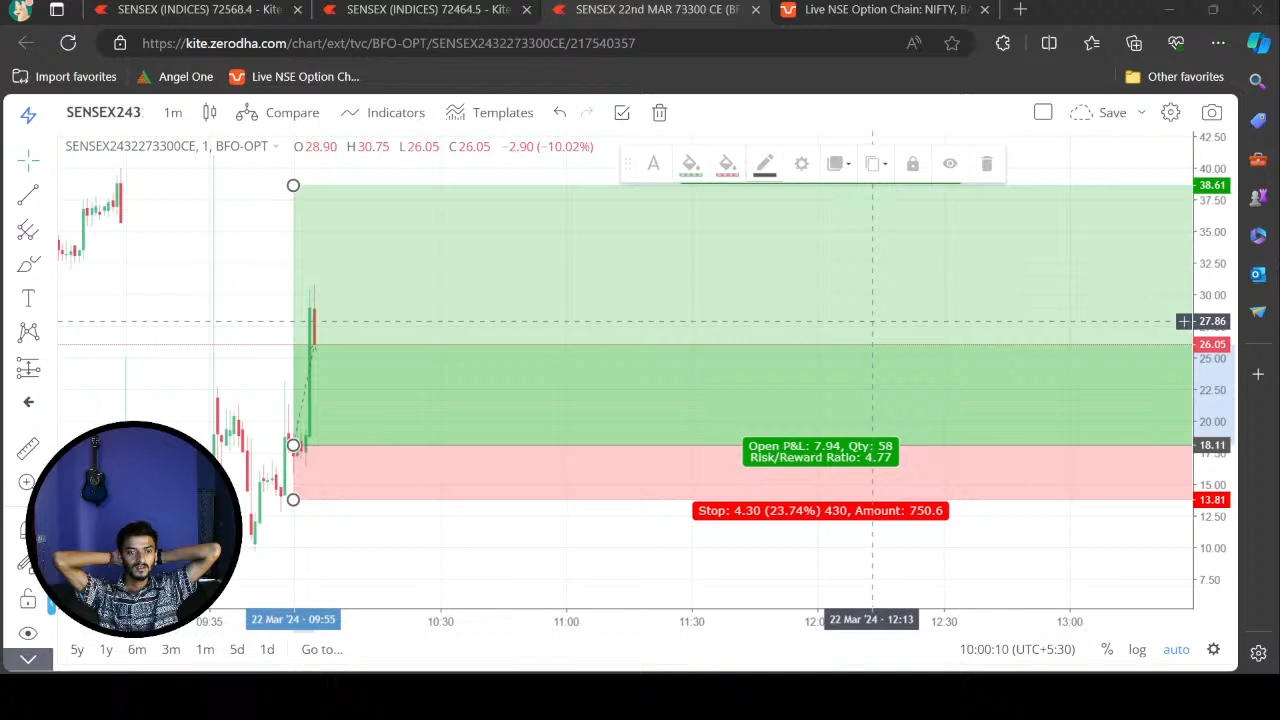 SENSEX (INDICES) 72568.4 - Kite
SENSEX (INDICES) 72464.5 - Kite
SENSEX 22nd MAR 73300 CE (BF
Live NSE Option Chain: NIFTY, BA
https://kite.zerodha.com/chart/ext/tvc/BFO-OPT/SENSEX2432273300CE/217540357
Import favorites
Angel One
Live NSE Option Ch...
Other favorites
SENSEX243
1m
Compare
Indicators
Templates
Save
SENSEX2432273300CE, 1, BFO-OPT
O28.90 H30.75 L26.05 C26.05 −2.90 (−10.02%)
42.50
40.00
38.61
37.50
35.00
32.50
30.00
27.86
26.05
25.00
22.50
20.00
18.11
Open P&L: 7.94, Qty: 58
Risk/Reward Ratio: 4.77
15.00
13.81
Stop: 4.30 (23.74%) 430, Amount: 750.6
12.50
10.00
7.50
09:35
22 Mar '24 - 09:55
10:30
11:00
11:30
22 Mar '24 - 12:13
12:30
13:00
5y 1y 6m 3m 1m 5d 1d Go to...
10:00:10 (UTC+5:30) % log auto